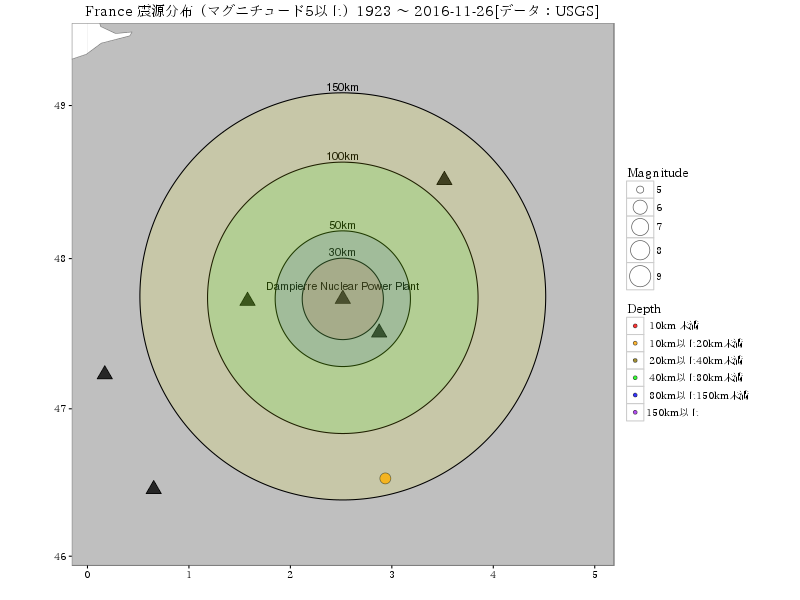 France 震源分布（マグニチュード5以上）1923 ～ 2016-11-26[データ：USGS]
150km
100km
50km
30km
Dampierre Nuclear Power Plant
49
48
47
46
0
1
2
3
4
5
Magnitude
5
6
7
8
9
Depth
10km 未満
10km以上20km未満
20km以上40km未満
40km以上80km未満
80km以上150km未満
150km以上